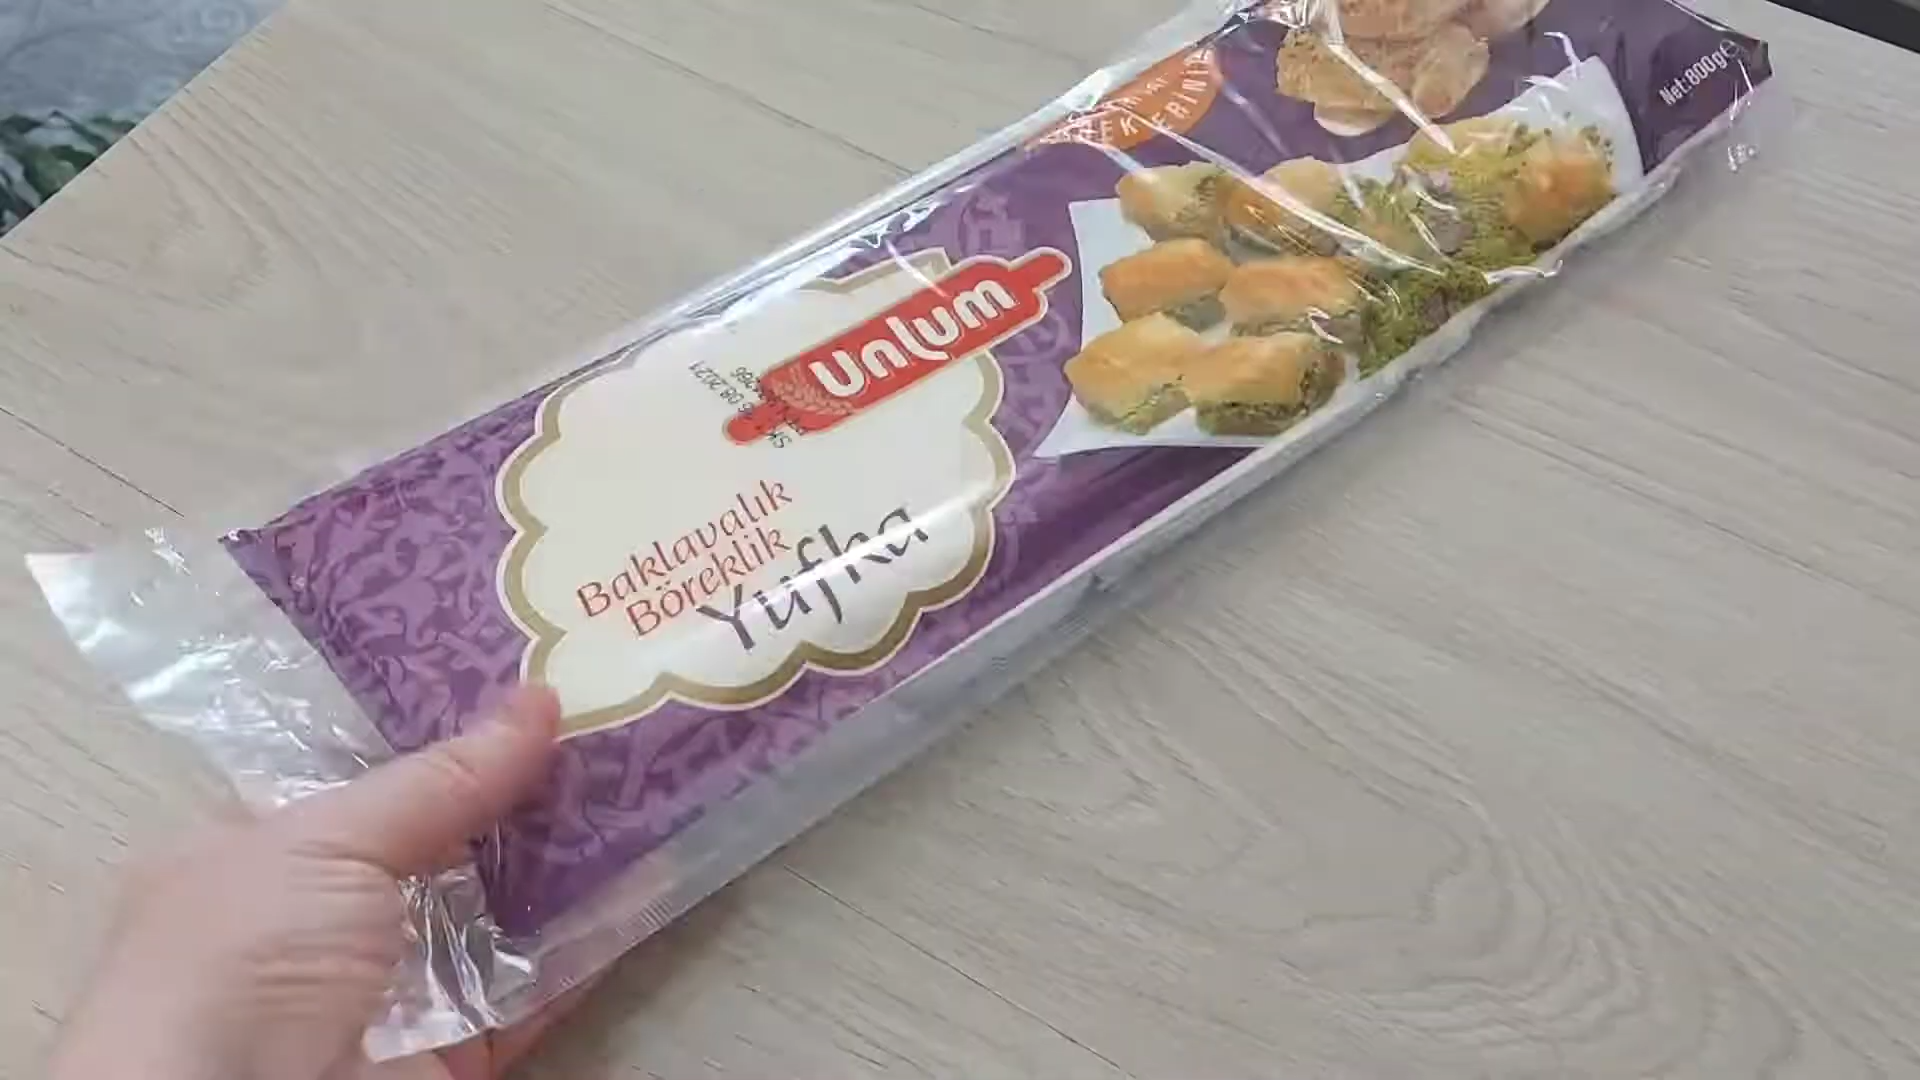 Net:800g℮
unlum
Baklavalık
Böreklik
Yufka